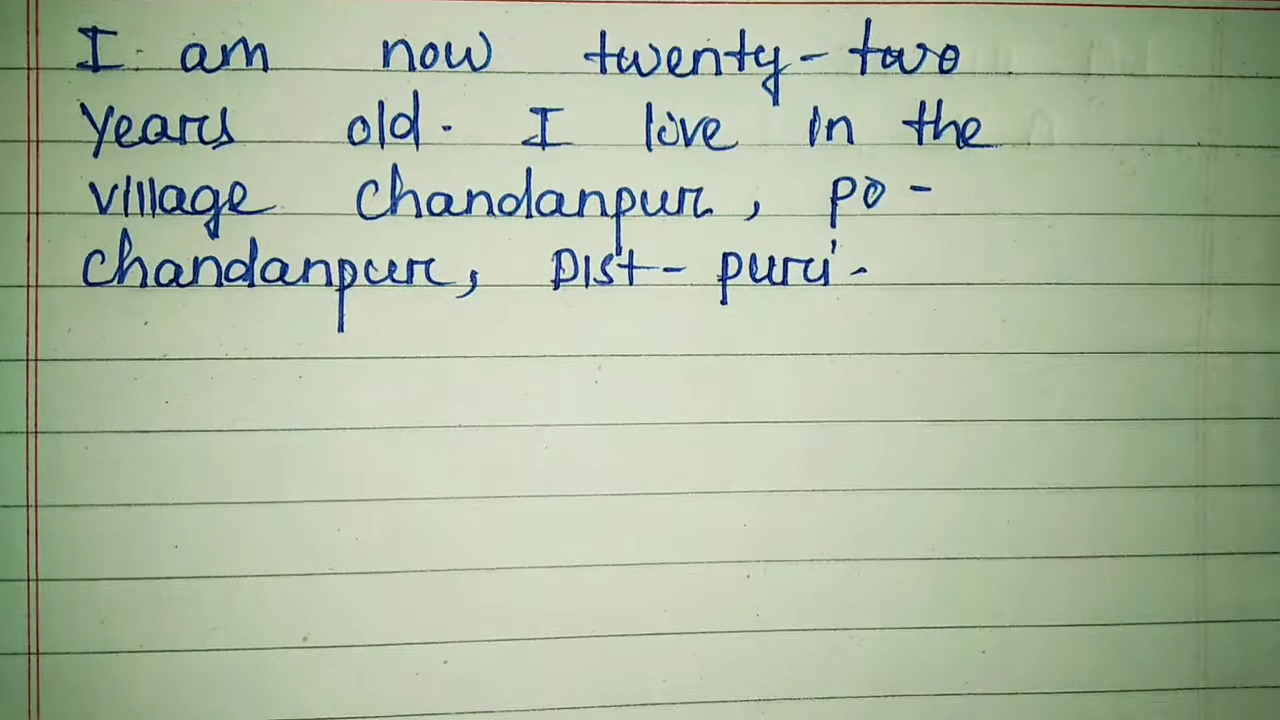 I am now twenty-two
years old. I live in the
village chandanpur, po-
chandanpur, Dist- puri.